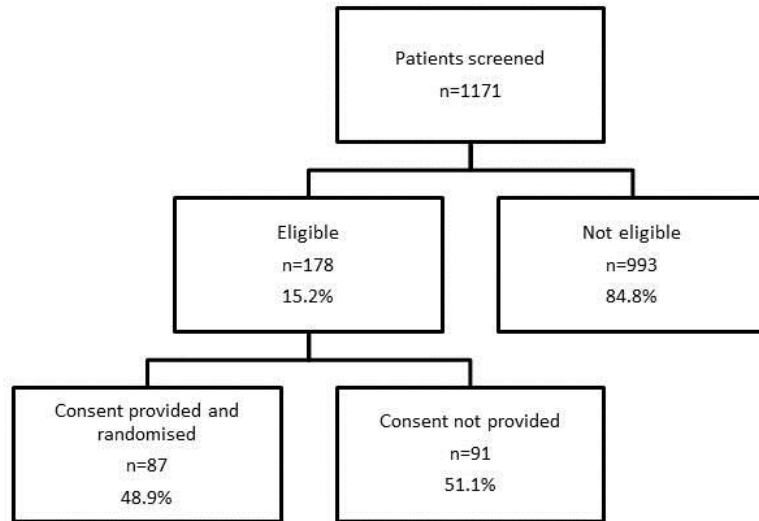 Patients screened
n=1171
Eligible
n=178
15.2%
Not eligible
n=993
84.8%
Consent provided and
randomised
n=87
48.9%
Consent not provided
n=91
51.1%